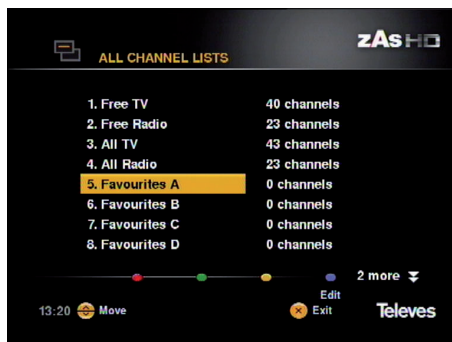 zAs HD
ALL CHANNEL LISTS
1. Free TV 40 channels
2. Free Radio 23 channels
3. All TV 43 channels
4. All Radio 23 channels
5. Favourites A 0 channels
6. Favourites B 0 channels
7. Favourites C 0 channels
8. Favourites D 0 channels
2 more
Edit
13:20 Move Exit Televes